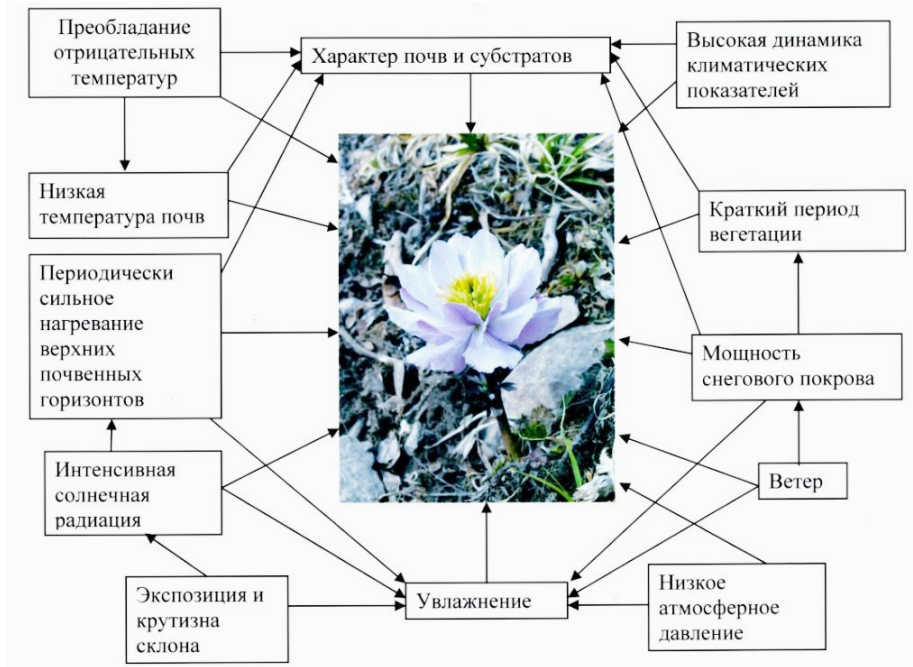 Преобладание
отрицательных
температур
Характер почв и субстратов
Высокая динамика
климатических
показателей
Низкая
температура почв
Краткий период
вегетации
Периодически
сильное
нагревание
верхних
почвенных
горизонтов
Мощность
снегового покрова
Интенсивная
солнечная
радиация
Ветер
Экспозиция и
крутизна
склона
Увлажнение
Низкое
атмосферное
давление